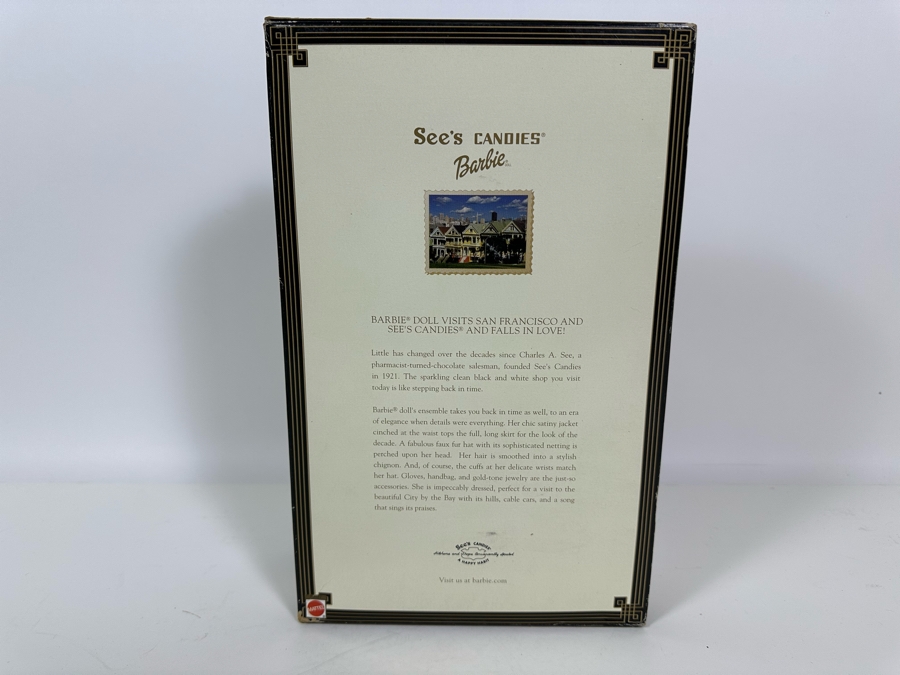 See's CANDIES®
Barbie™
BARBIE® DOLL VISITS SAN FRANCISCO AND
SEE'S CANDIES® AND FALLS IN LOVE!
Little has changed over the decades since Charles A. See, a
pharmacist-turned-chocolate salesman, founded See's Candies
in 1921. The sparkling clean black and white shop you visit
today is like stepping back in time.
Barbie® doll's ensemble takes you back in time as well, to an era
of elegance when details were everything. Her chic satiny jacket
cinched at the waist tops the full, long skirt for the look of the
decade. A fabulous faux fur hat with its sophisticated netting is
perched upon her head. Her hair is smoothed into a stylish
chignon. And, of course, the cuffs at her delicate wrists match
her hat. Gloves, handbag, and gold-tone jewelry are the just-so
accessories. She is impeccably dressed, perfect for a visit to the
beautiful City by the Bay with its hills, cable cars, and a song
that sings its praises.
SEE'S CANDIES
A HAPPY HABIT
Visit us at barbie.com
MATTEL